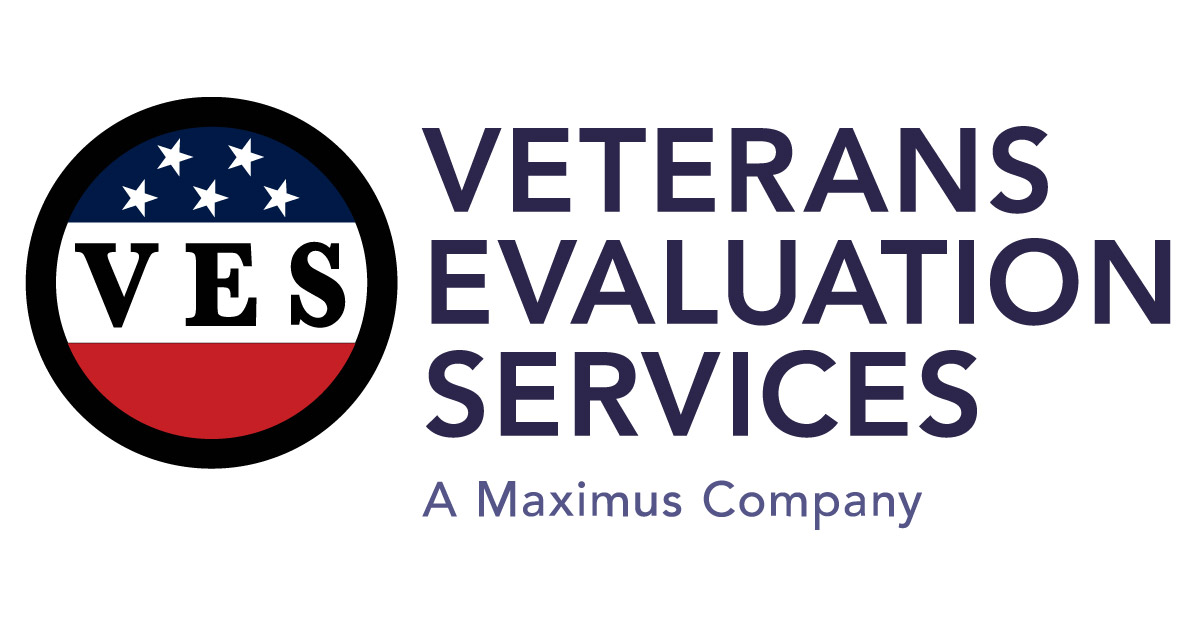 VES
VETERANS
EVALUATION
SERVICES
A Maximus Company